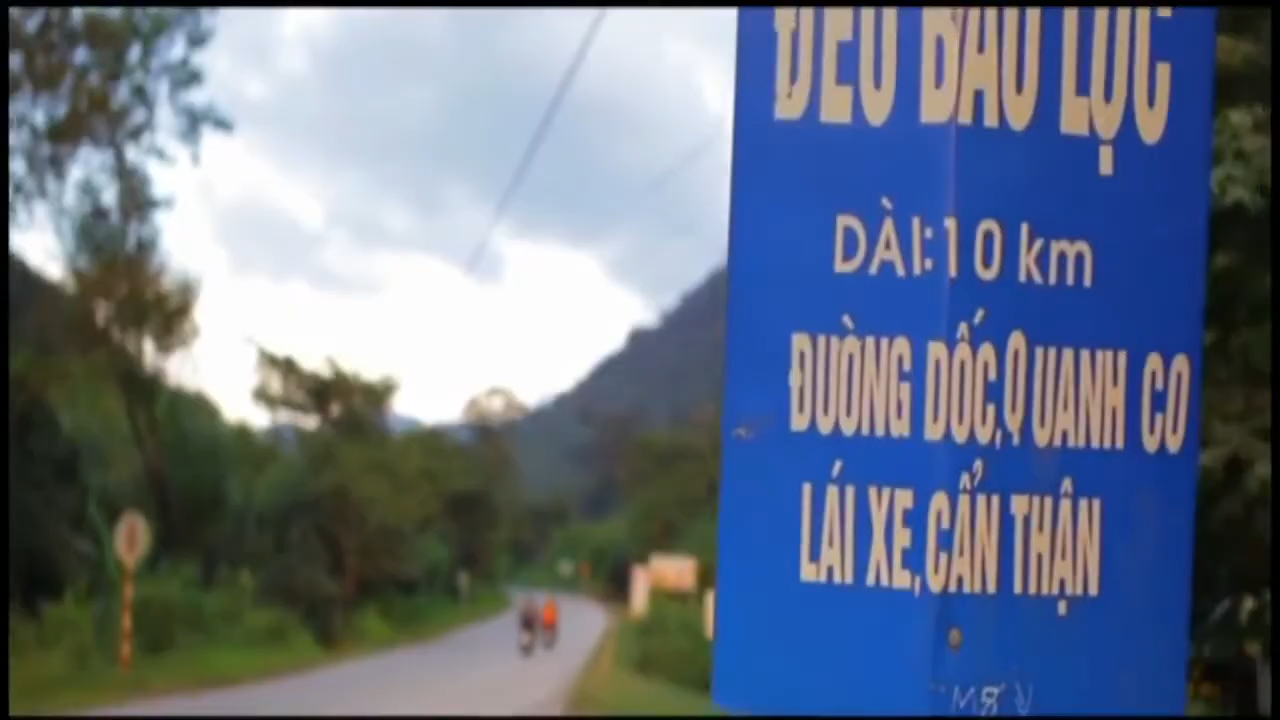 ĐÈO BẢO LỘC
DÀI: 10 km
ĐƯỜNG DỐC, QUANH CO
LÁI XE, CẨN THẬN